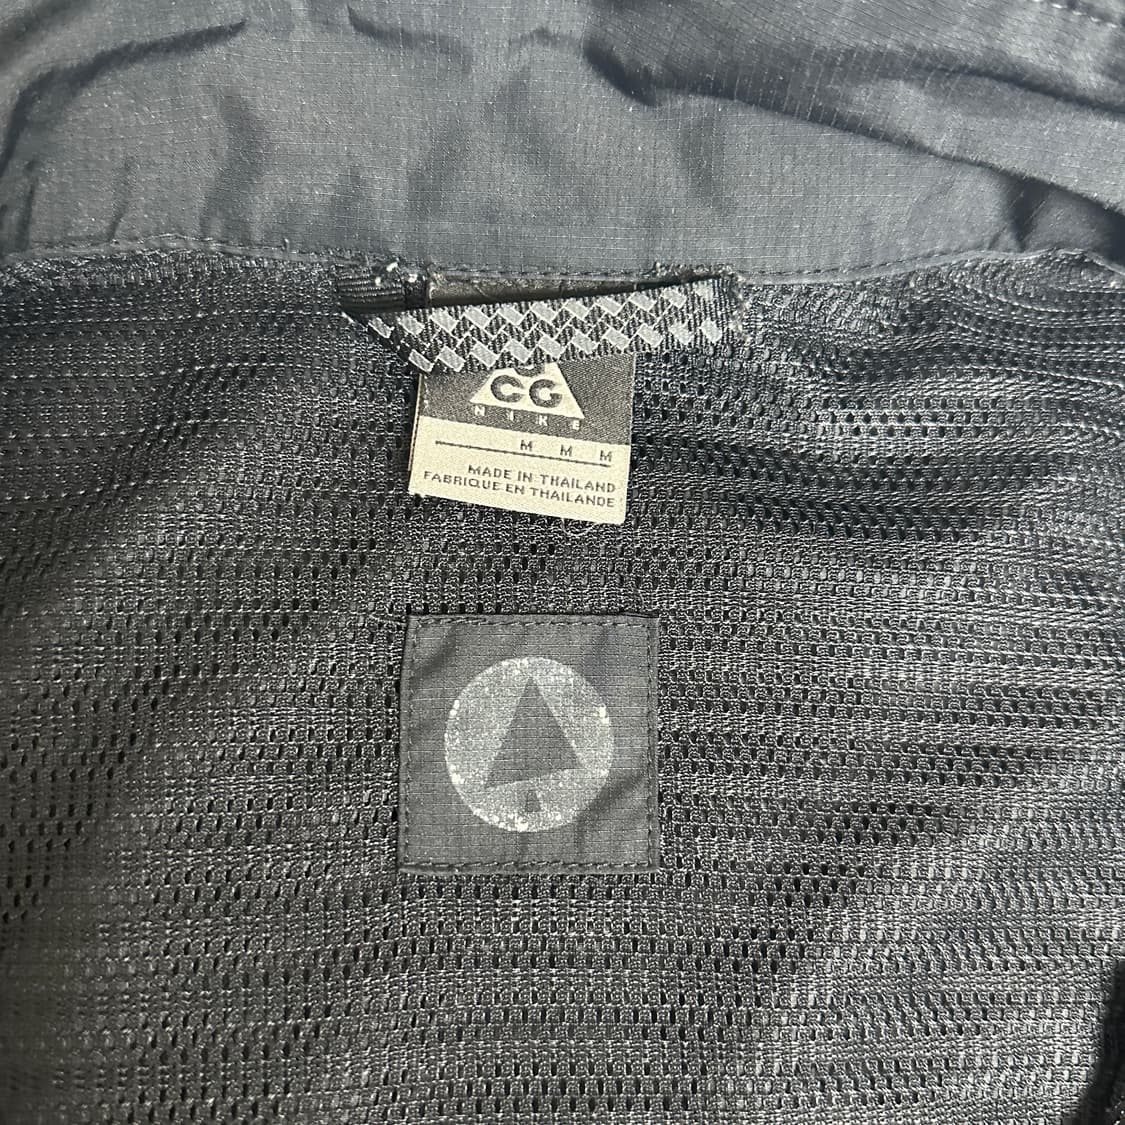 CG
NIKE
M M M
MADE IN THAILAND
FABRIQUE EN THAILANDE